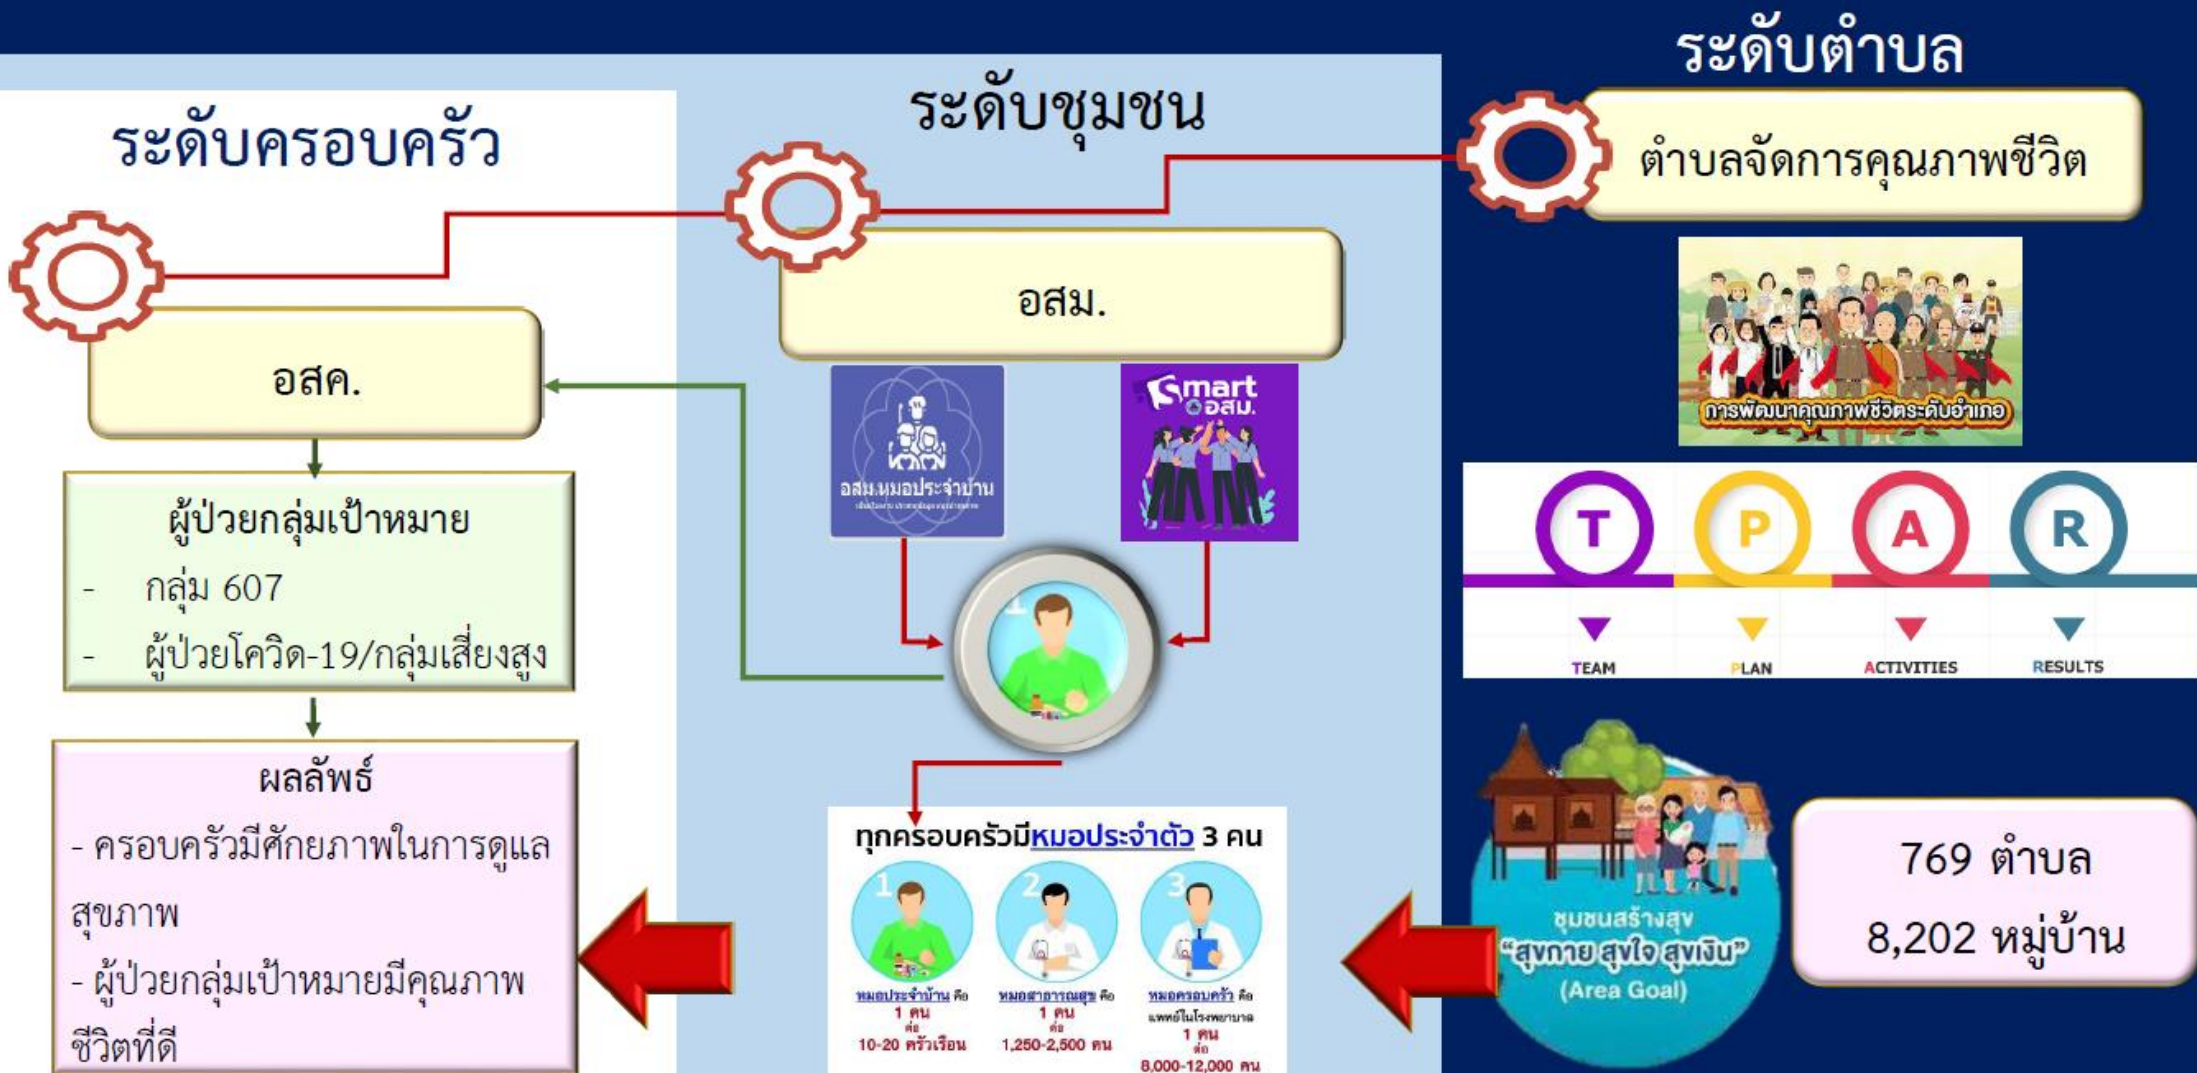 ระดับครอบครัว
อสค.
ผู้ป่วยกลุ่มเป้าหมาย
- กลุ่ม 607
- ผู้ป่วยโควิด-19/กลุ่มเสี่ยงสูง
ผลลัพธ์
- ครอบครัวมีศักยภาพในการดูแล
สุขภาพ
- ผู้ป่วยกลุ่มเป้าหมายมีคุณภาพ
ชีวิตที่ดี
ระดับชุมชน
อสม.
อสม.หมอประจำบ้าน
Smart
อสม.
1
ทุกครอบครัวมีหมอประจำตัว 3 คน
1
2
3
หมอประจำบ้าน คือ
1 คน
ต่อ
10-20 ครัวเรือน
หมอสาธารณสุข คือ
1 คน
ต่อ
1,250-2,500 คน
หมอครอบครัว คือ
แพทย์ในโรงพยาบาล
1 คน
ต่อ
8,000-12,000 คน
ระดับตำบล
ตำบลจัดการคุณภาพชีวิต
การพัฒนาคุณภาพชีวิตระดับอำเภอ
T P A R
TEAM PLAN ACTIVITIES RESULTS
ชุมชนสร้างสุข
“สุขกาย สุขใจ สุขเงิน”
(Area Goal)
769 ตำบล
8,202 หมู่บ้าน